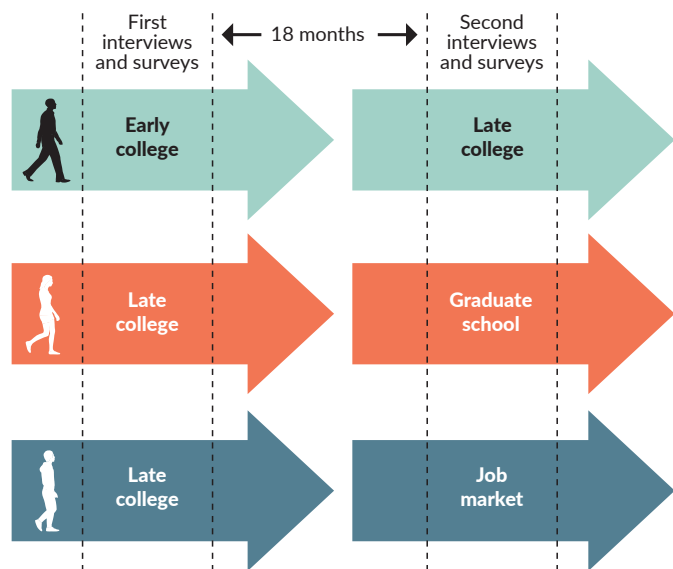 First
interviews
and surveys
18 months
Second
interviews
and surveys
Early
college
Late
college
Late
college
Graduate
school
Late
college
Job
market